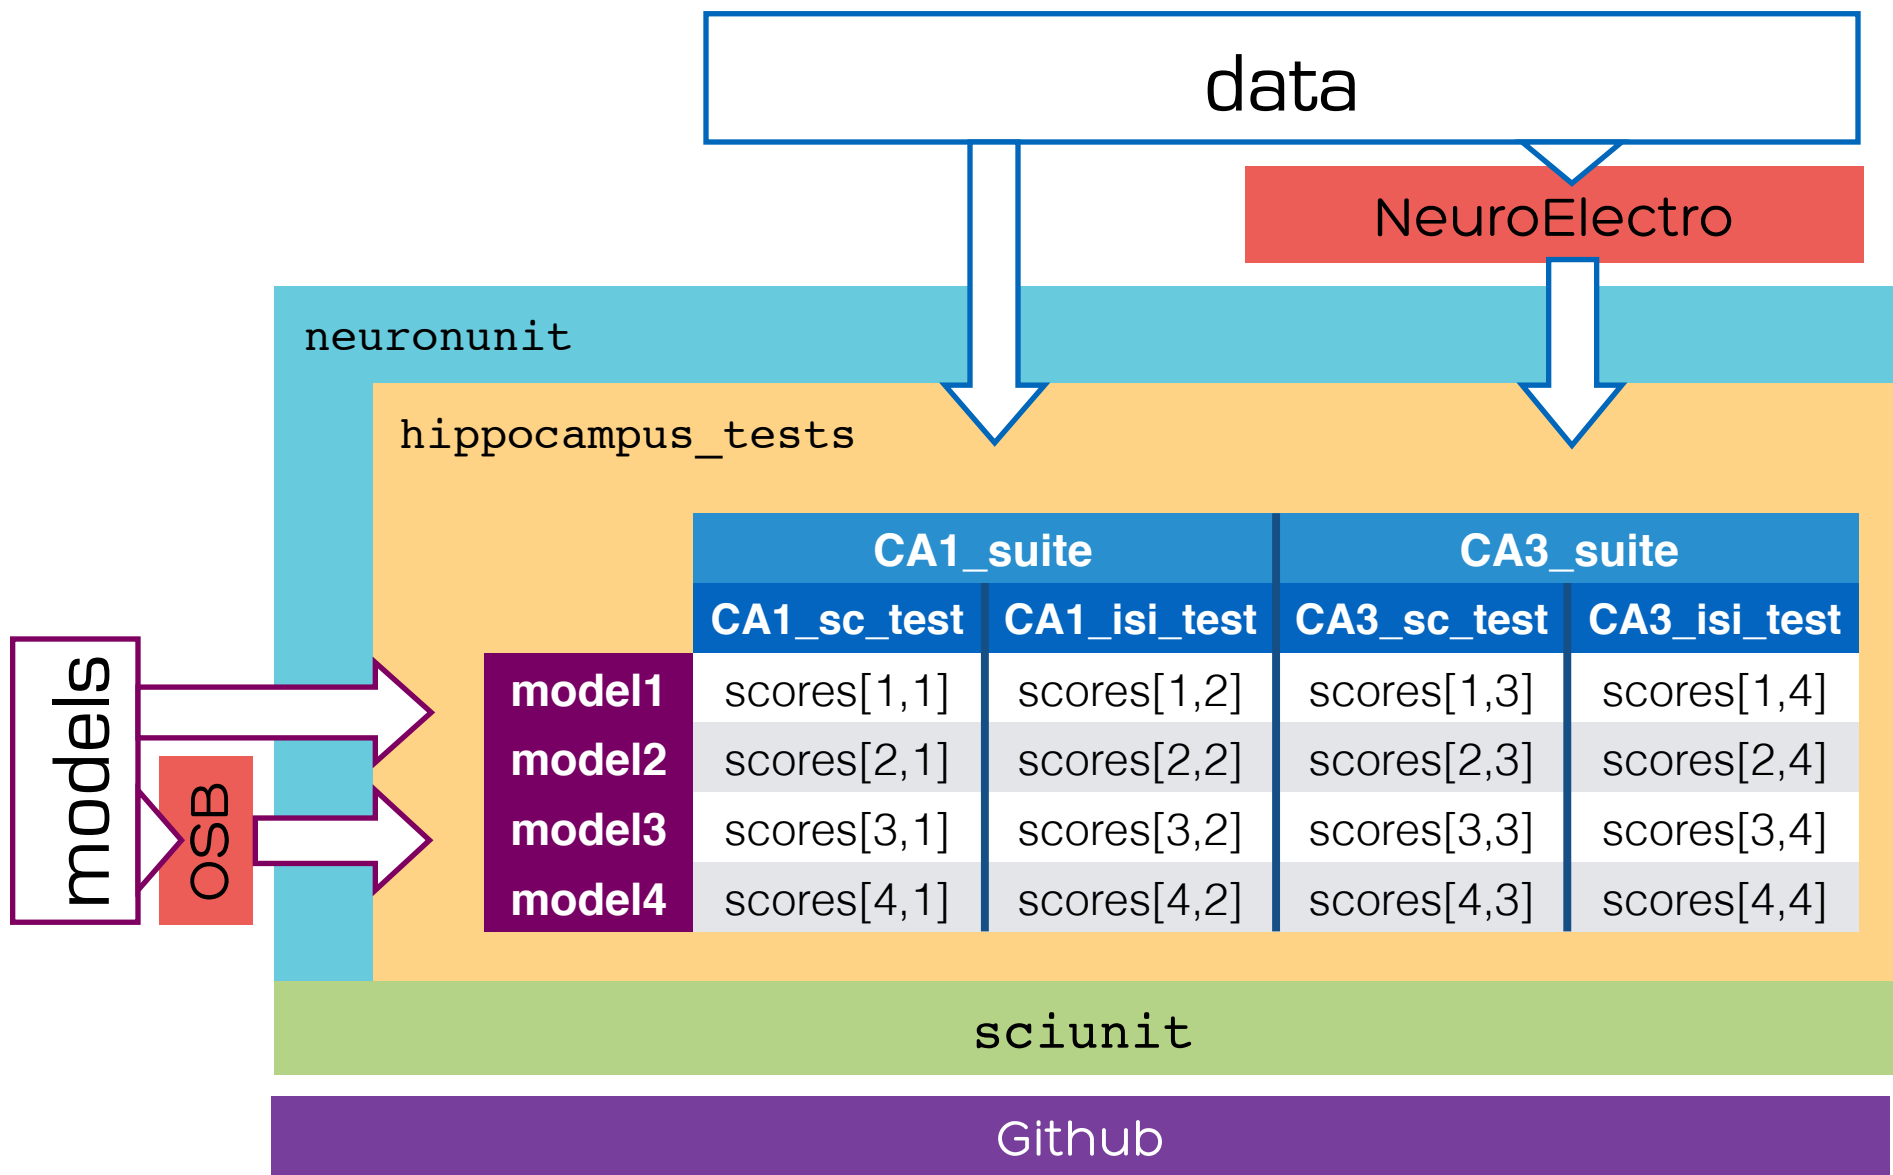 data
NeuroElectro
neuronunit
hippocampus_tests
CA1_suite CA3_suite
CA1_sc_test CA1_isi_test CA3_sc_test CA3_isi_test
models
OSB
model1 scores[1,1] scores[1,2] scores[1,3] scores[1,4]
model2 scores[2,1] scores[2,2] scores[2,3] scores[2,4]
model3 scores[3,1] scores[3,2] scores[3,3] scores[3,4]
model4 scores[4,1] scores[4,2] scores[4,3] scores[4,4]
sciunit
Github